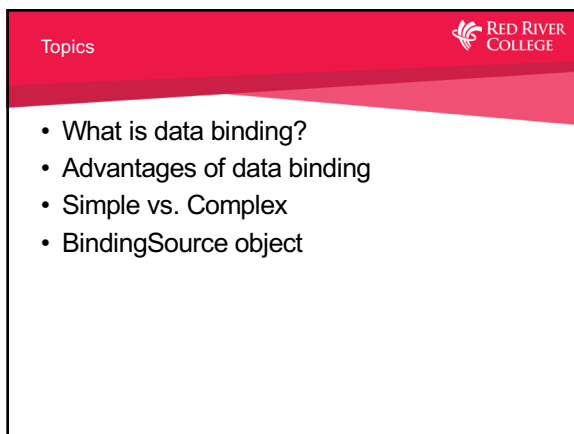 Topics
RED RIVER
COLLEGE
• What is data binding?
• Advantages of data binding
• Simple vs. Complex
• BindingSource object